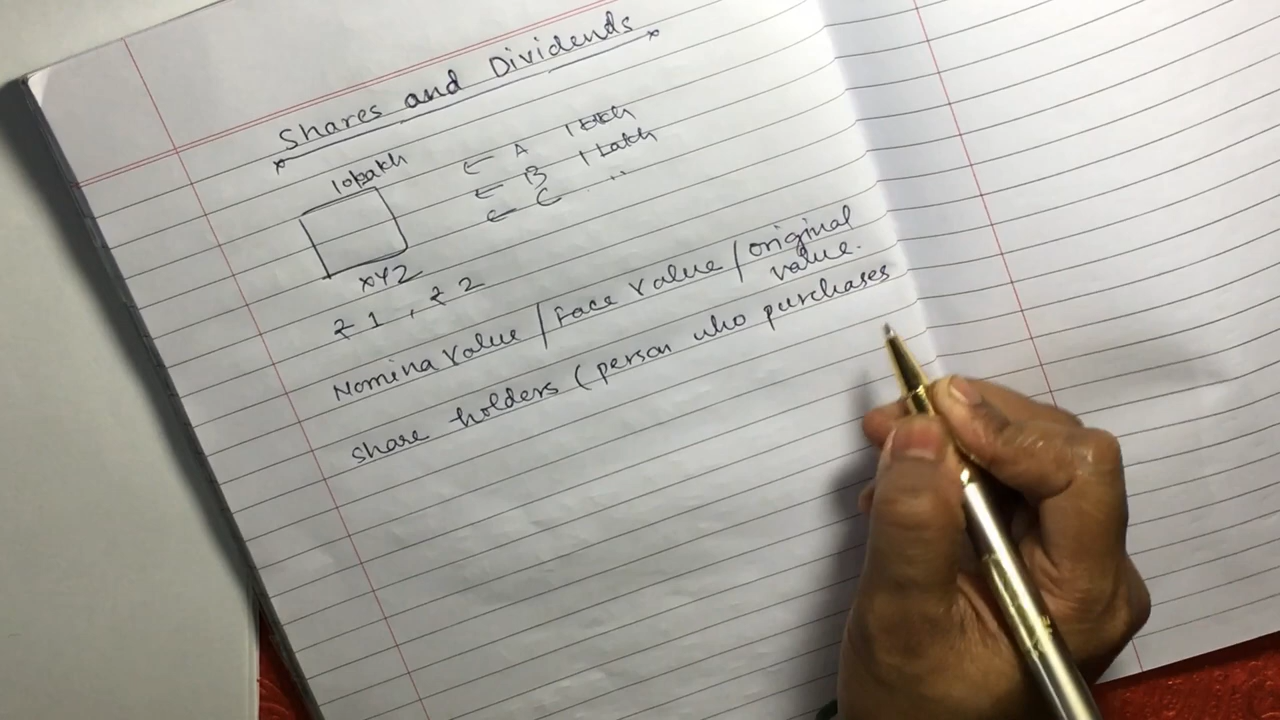 Shares and Dividends
10 lakh
← A 1 lakh
← B 1 lakh
← C "
XYZ
₹ 1 , ₹ 2
Nomina value / Face value / original
value.
Share holders ( person who purchases